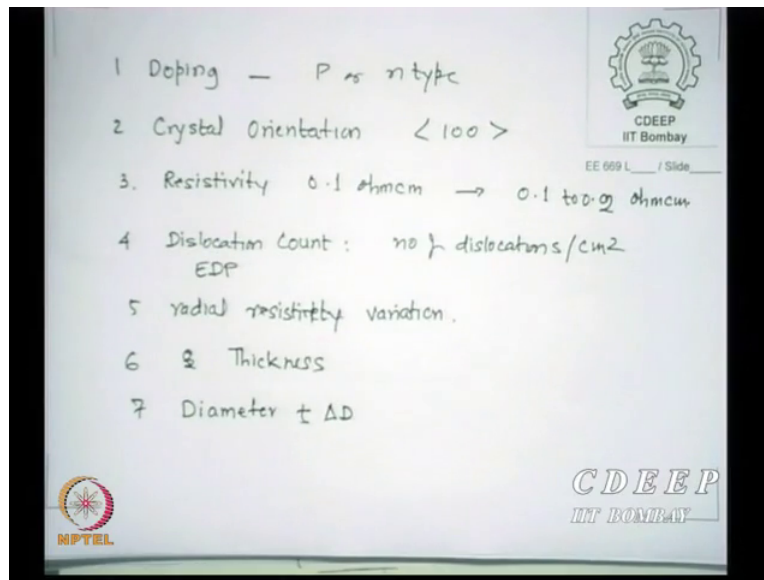 1 Doping — P or n type
2 Crystal Orientation <100>
3. Resistivity 0.1 ohmcm → 0.1 to 0.2 ohmcm
4 Dislocation Count : no of dislocations/cm2
EDP
5 radial resistivity variation.
6 Thickness
7 Diameter ± ΔD
CDEEP
IIT Bombay
EE 669 L____ / Slide____
NPTEL
CDEEP
IIT BOMBAY